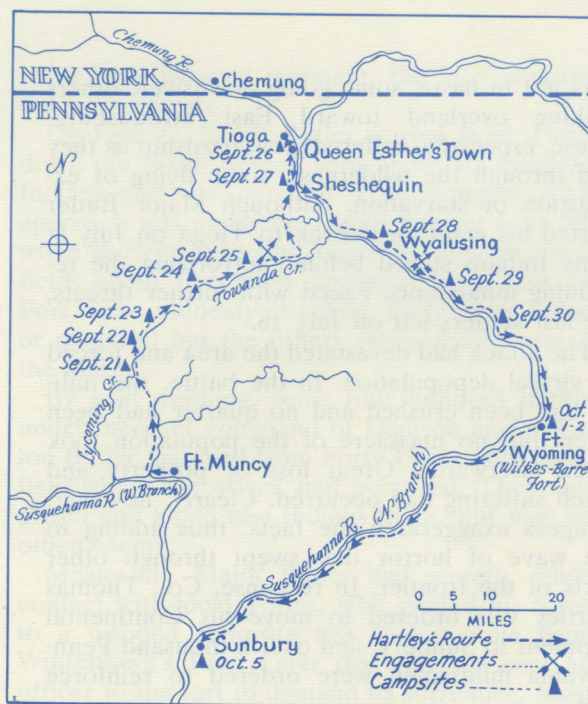 Chemung R.
NEW YORK
Chemung
PENNSYLVANIA
Tioga
Sept. 26
Queen Esther's Town
Sept. 27
Sheshequin
N
Sept. 28
Wyalusing
Sept. 25
Sept. 24
Towanda Cr.
Sept. 29
Sept. 23
Sept. 30
Sept. 22
Sept. 21
Lycoming Cr.
Oct.
1-2
Ft.
Wyoming
(Wilkes-Barre
Fort)
Ft Muncy
Susquehanna R. (W. Branch)
Susquehanna R. (N. Branch)
Sunbury
Oct. 5
0 5 10 20
MILES
Hartley's Route
Engagements
Campsites